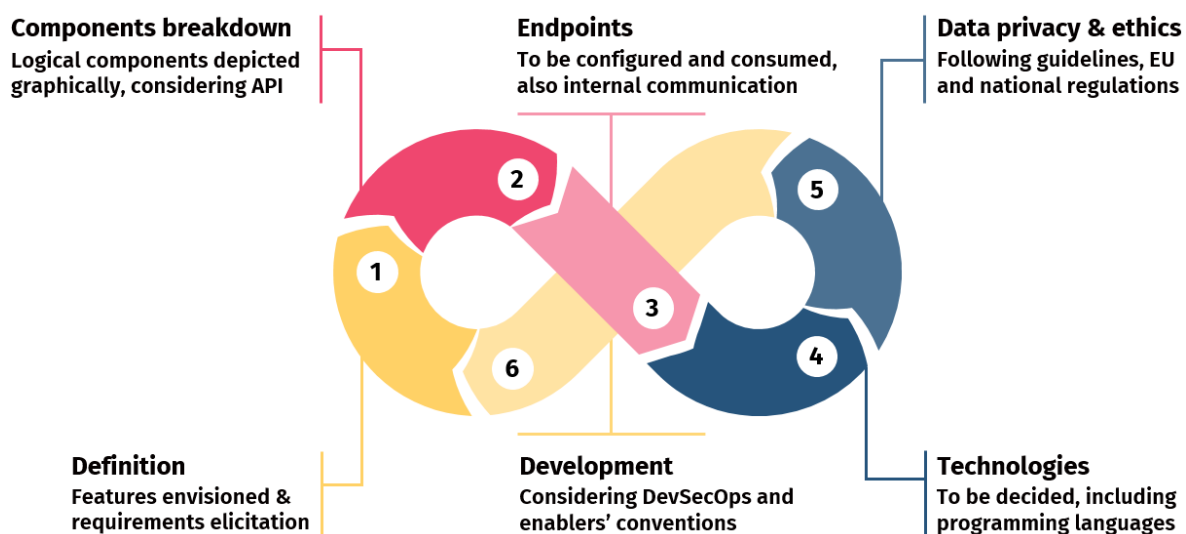 Components breakdown
Logical components depicted
graphically, considering API
Endpoints
To be configured and consumed,
also internal communication
Data privacy & ethics
Following guidelines, EU
and national regulations
2
5
1
3
4
6
Definition
Features envisioned &
requirements elicitation
Development
Considering DevSecOps and
enablers’ conventions
Technologies
To be decided, including
programming languages